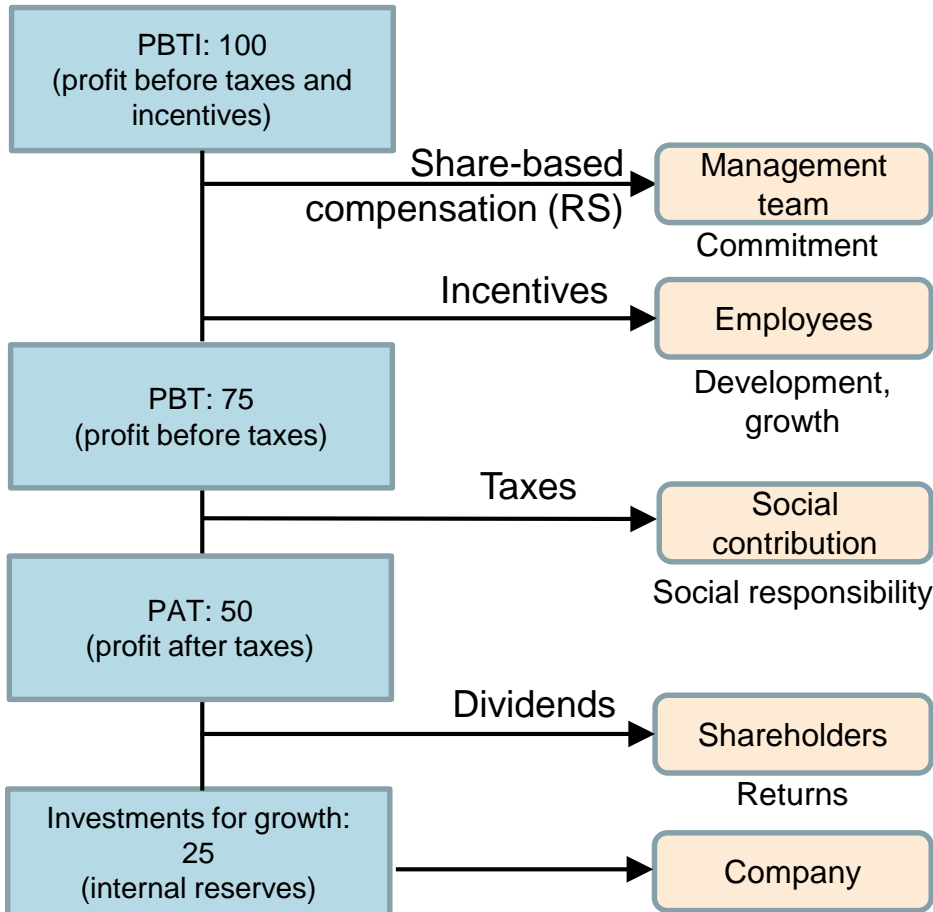 PBTI: 100
(profit before taxes and
incentives)
Share-based
compensation (RS)
Management
team
Commitment
Incentives
Employees
Development,
growth
PBT: 75
(profit before taxes)
Taxes
Social
contribution
Social responsibility
PAT: 50
(profit after taxes)
Dividends
Shareholders
Returns
Investments for growth:
25
(internal reserves)
Company